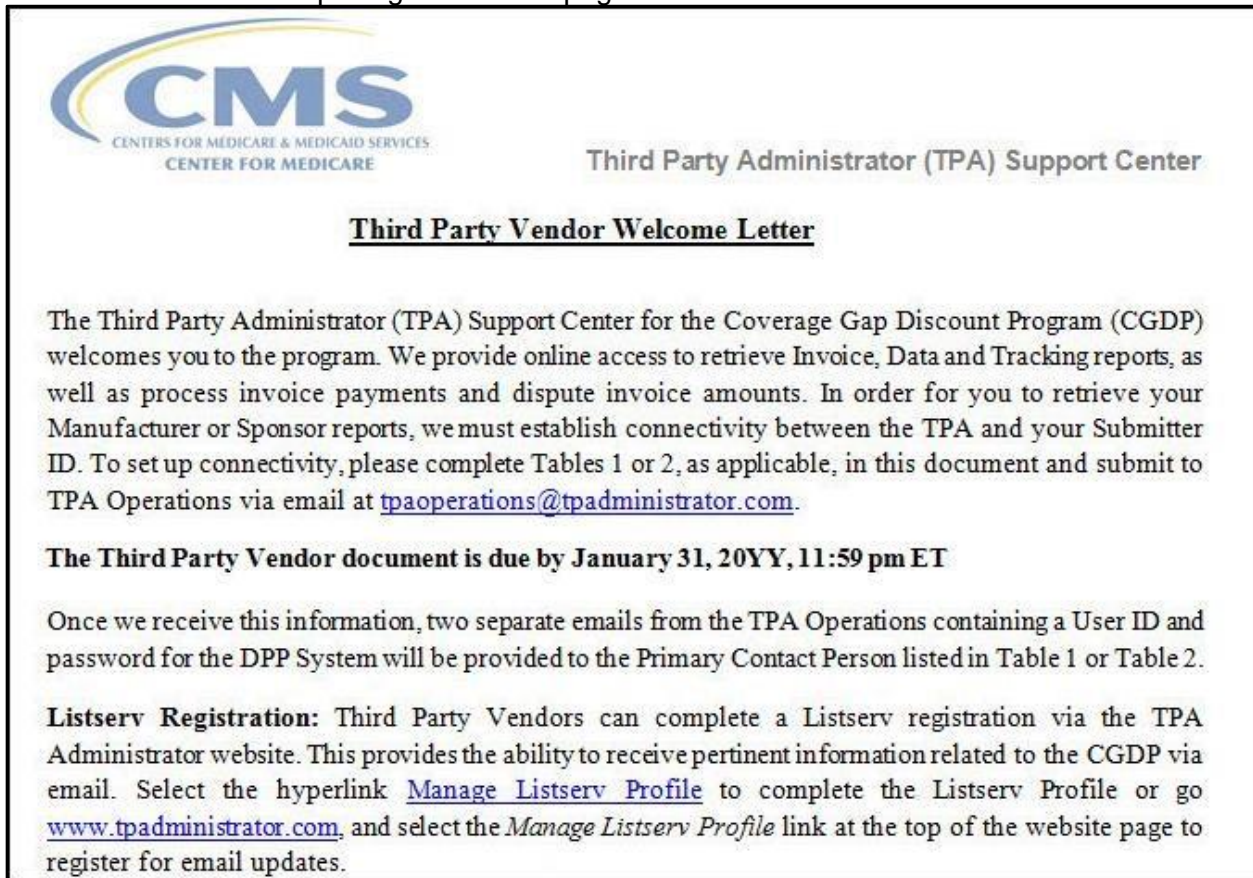 CMS
CENTERS FOR MEDICARE & MEDICAID SERVICES
CENTER FOR MEDICARE
Third Party Administrator (TPA) Support Center
Third Party Vendor Welcome Letter
The Third Party Administrator (TPA) Support Center for the Coverage Gap Discount Program (CGDP)
welcomes you to the program. We provide online access to retrieve Invoice, Data and Tracking reports, as
well as process invoice payments and dispute invoice amounts. In order for you to retrieve your
Manufacturer or Sponsor reports, we must establish connectivity between the TPA and your Submitter
ID. To set up connectivity, please complete Tables 1 or 2, as applicable, in this document and submit to
TPA Operations via email at tpaoperations@tpadministrator.com.
The Third Party Vendor document is due by January 31, 20YY, 11:59 pm ET
Once we receive this information, two separate emails from the TPA Operations containing a User ID and
password for the DPP System will be provided to the Primary Contact Person listed in Table 1 or Table 2.
Listserv Registration: Third Party Vendors can complete a Listserv registration via the TPA
Administrator website. This provides the ability to receive pertinent information related to the CGDP via
email. Select the hyperlink Manage Listserv Profile to complete the Listserv Profile or go
www.tpadministrator.com, and select the Manage Listserv Profile link at the top of the website page to
register for email updates.